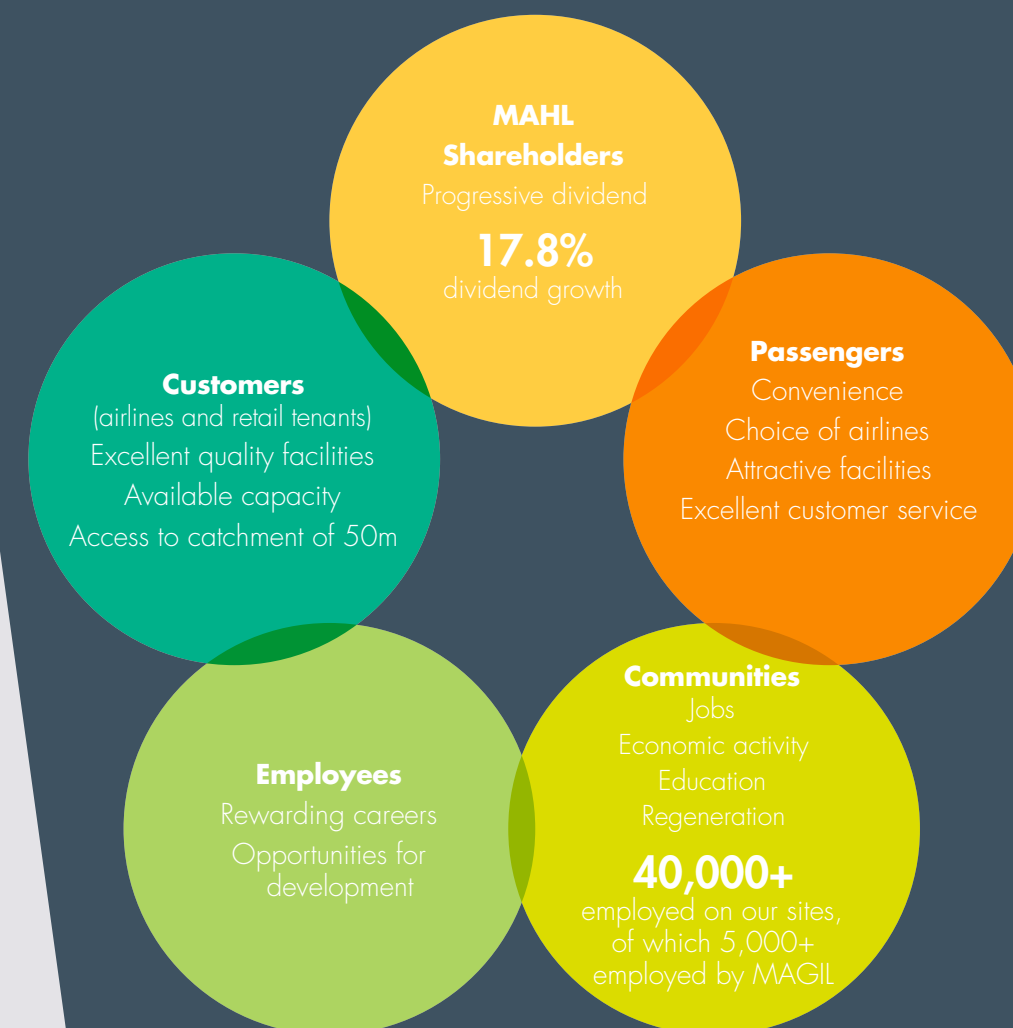 MAHL
Shareholders
Progressive dividend
17.8%
dividend growth
Customers
(airlines and retail tenants)
Excellent quality facilities
Available capacity
Access to catchment of 50m
Passengers
Convenience
Choice of airlines
Attractive facilities
Excellent customer service
Employees
Rewarding careers
Opportunities for
development
Communities
Jobs
Economic activity
Education
Regeneration
40,000+
employed on our sites,
of which 5,000+
employed by MAGIL